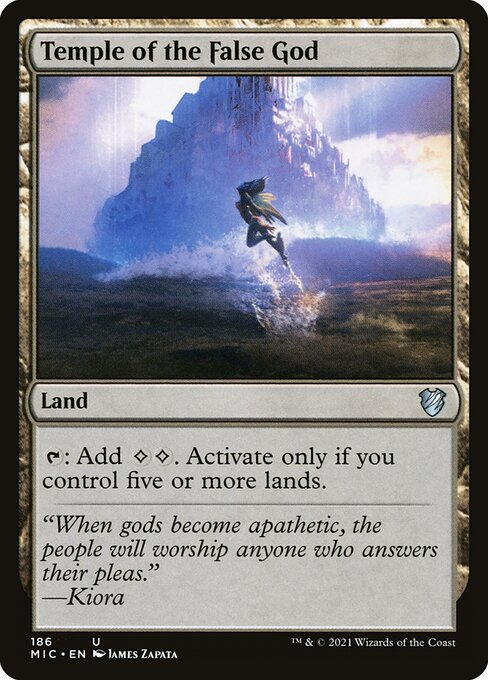 Temple of the False God
Land
: Add . Activate only if you
control five or more lands.
“When gods become apathetic, the
people will worship anyone who answers
their pleas.”
—Kiora
186 U
MIC • EN JAMES ZAPATA
™ & © 2021 Wizards of the Coast